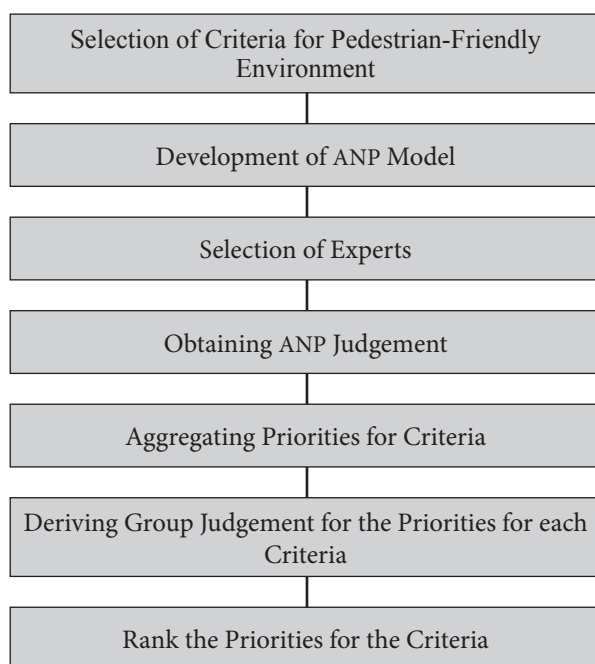 Selection of Criteria for Pedestrian-Friendly
Environment
Development of ANP Model
Selection of Experts
Obtaining ANP Judgement
Aggregating Priorities for Criteria
Deriving Group Judgement for the Priorities for each
Criteria
Rank the Priorities for the Criteria